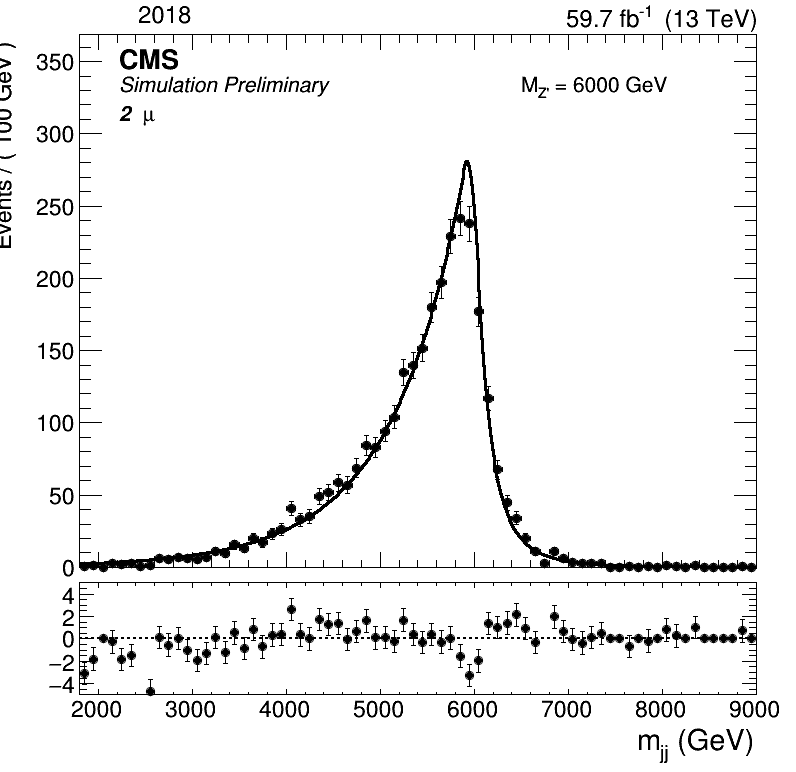 2018 59.7 fb⁻¹ (13 TeV)
CMS
Simulation Preliminary
M_Z' = 6000 GeV
2 μ
Events / ( 100 GeV )
350
300
250
200
150
100
50
0
4
2
0
−2
−4
2000 3000 4000 5000 6000 7000 8000 9000
m_jj (GeV)